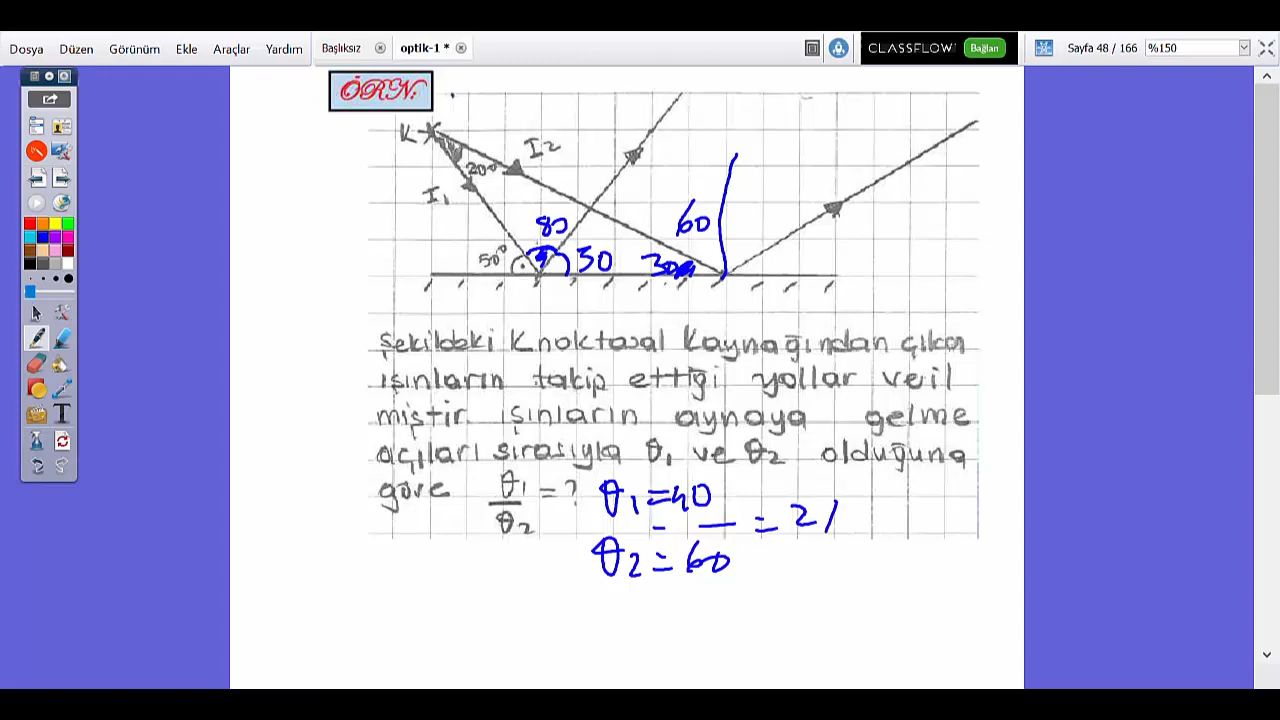 Dosya Düzen Görünüm Ekle Araçlar Yardım Başlıksız optik-1 * CLASSFLOW Bağlan Sayfa 48 / 166 %150
ÖRN:
K
I2
20°
I1
80
60
50°
50
30
Şekildeki K noktasal kaynağından çıkan
ışınların takip ettiği yollar veril
miştir. Işınların aynaya gelme
açıları sırasıyla θ1 ve θ2 olduğuna
göre θ1/θ2 = ? θ1 = 40
= 2/
θ2 = 60